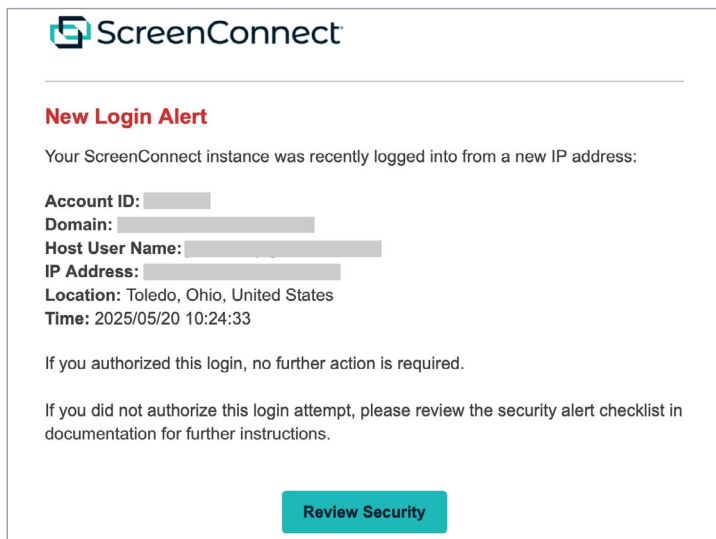 ScreenConnect
New Login Alert
Your ScreenConnect instance was recently logged into from a new IP address:
Account ID:
Domain:
Host User Name:
IP Address:
Location: Toledo, Ohio, United States
Time: 2025/05/20 10:24:33
If you authorized this login, no further action is required.
If you did not authorize this login attempt, please review the security alert checklist in
documentation for further instructions.
Review Security